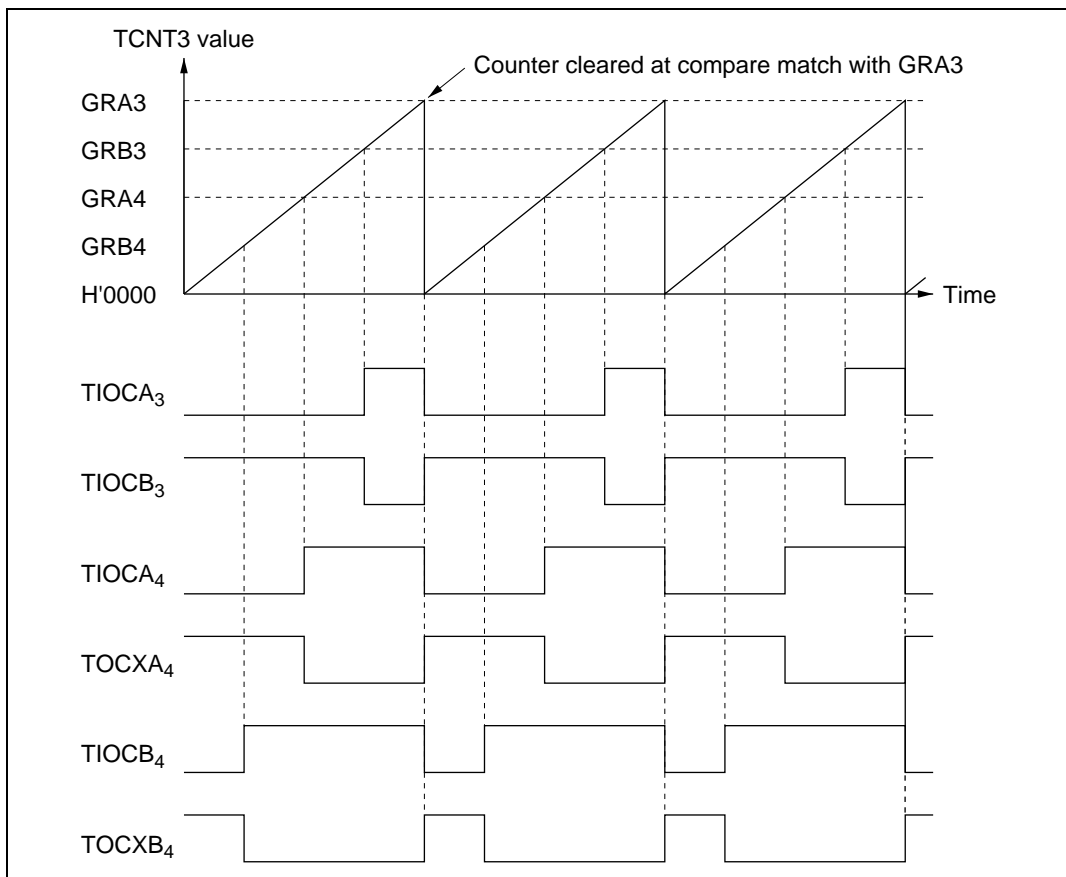 TCNT3 value
Counter cleared at compare match with GRA3
GRA3
GRB3
GRA4
GRB4
H'0000
Time
TIOCA3
TIOCB3
TIOCA4
TOCXA4
TIOCB4
TOCXB4